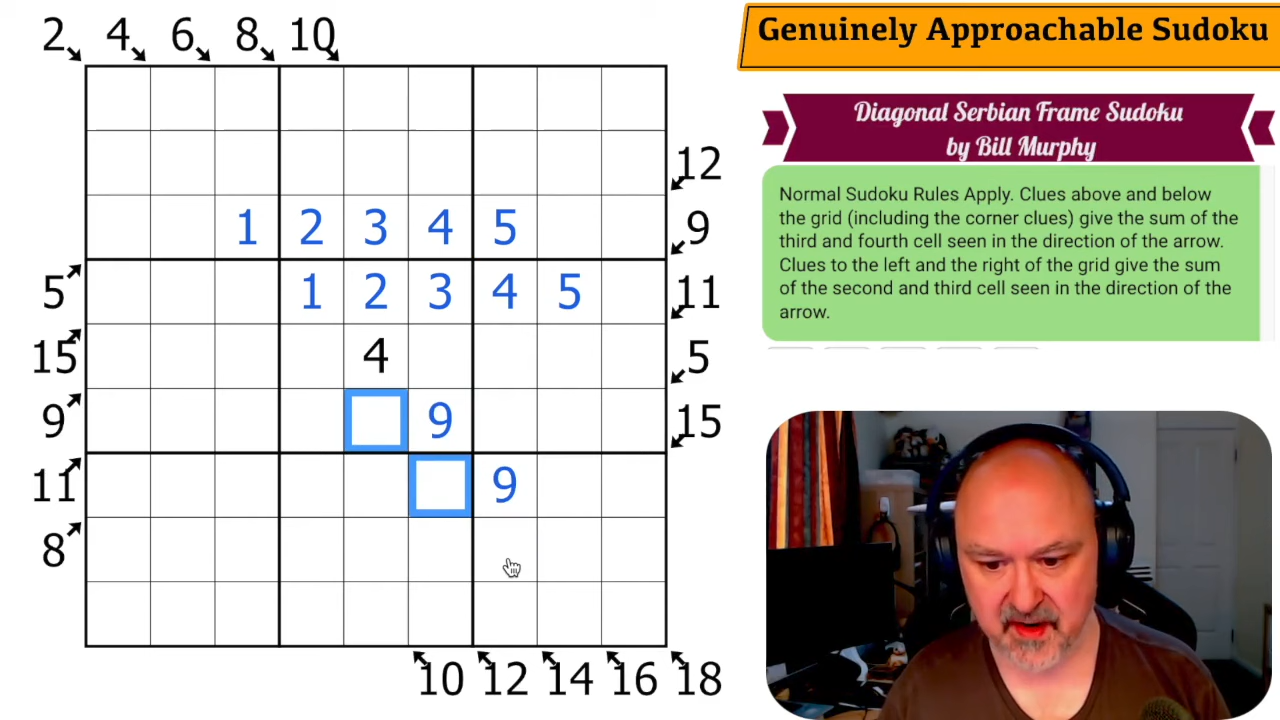 2 4 6 8 10
Genuinely Approachable Sudoku
Diagonal Serbian Frame Sudoku
by Bill Murphy
12
Normal Sudoku Rules Apply. Clues above and below
the grid (including the corner clues) give the sum of the
third and fourth cell seen in the direction of the arrow.
Clues to the left and the right of the grid give the sum
of the second and third cell seen in the direction of the
arrow.
1 2 3 4 5 9
5 1 2 3 4 5 11
15 4 5
9 9 15
11 9
8
10 12 14 16 18